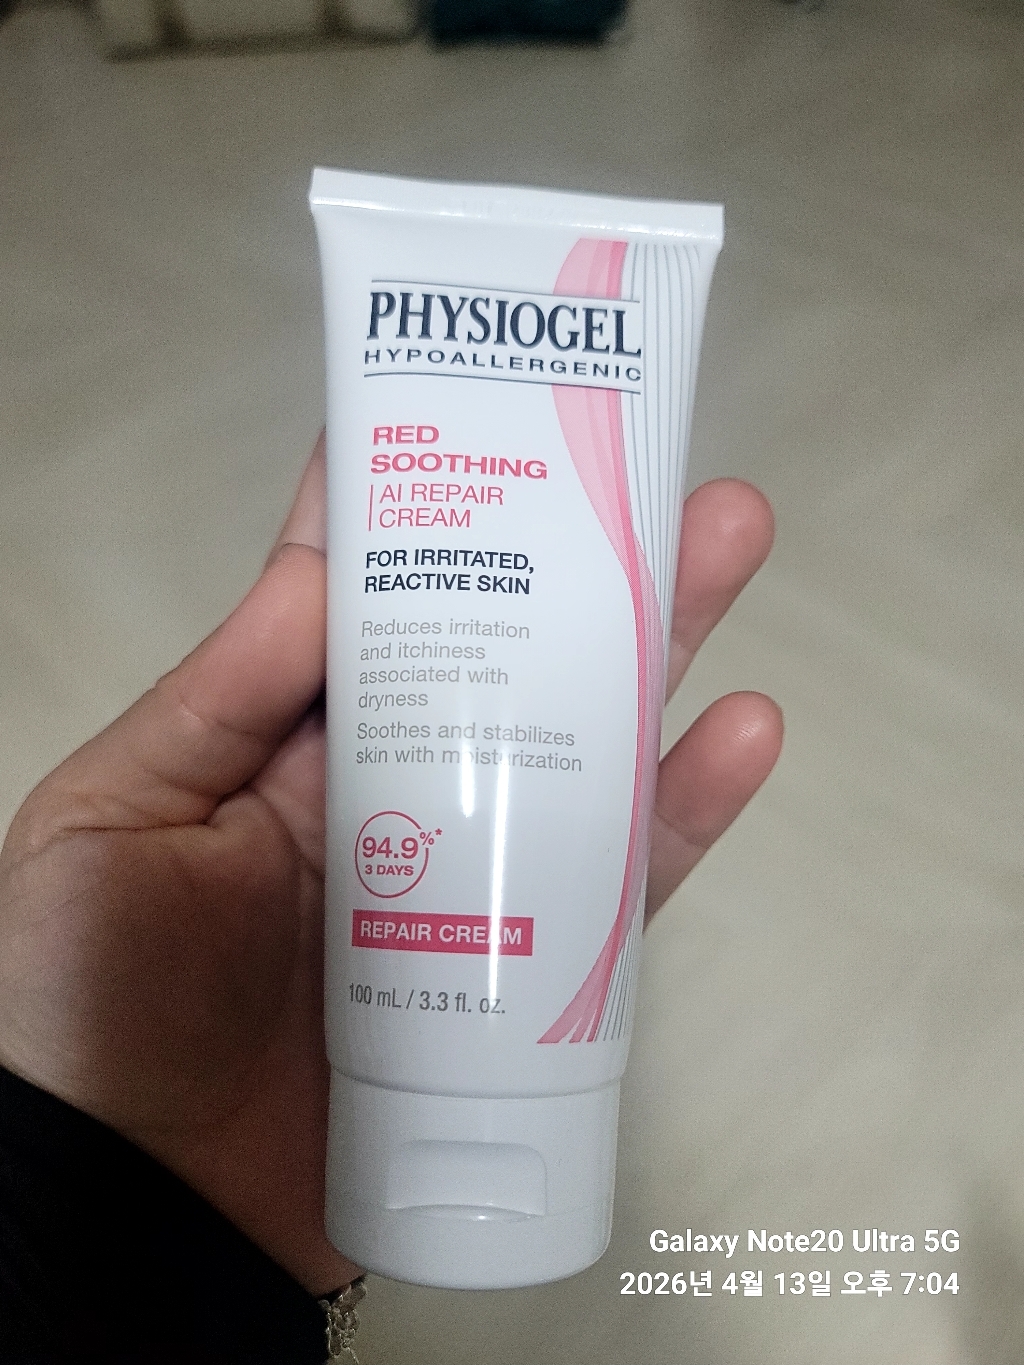 PHYSIOGEL
HYPOALLERGENIC
RED
SOOTHING
AI REPAIR
CREAM
FOR IRRITATED,
REACTIVE SKIN
Reduces irritation
and itchiness
associated with
dryness
Soothes and stabilizes
skin with moisturization
94.9%*
3 DAYS
REPAIR CREAM
100 mL / 3.3 fl. oz.
Galaxy Note20 Ultra 5G
2026년 4월 13일 오후 7:04